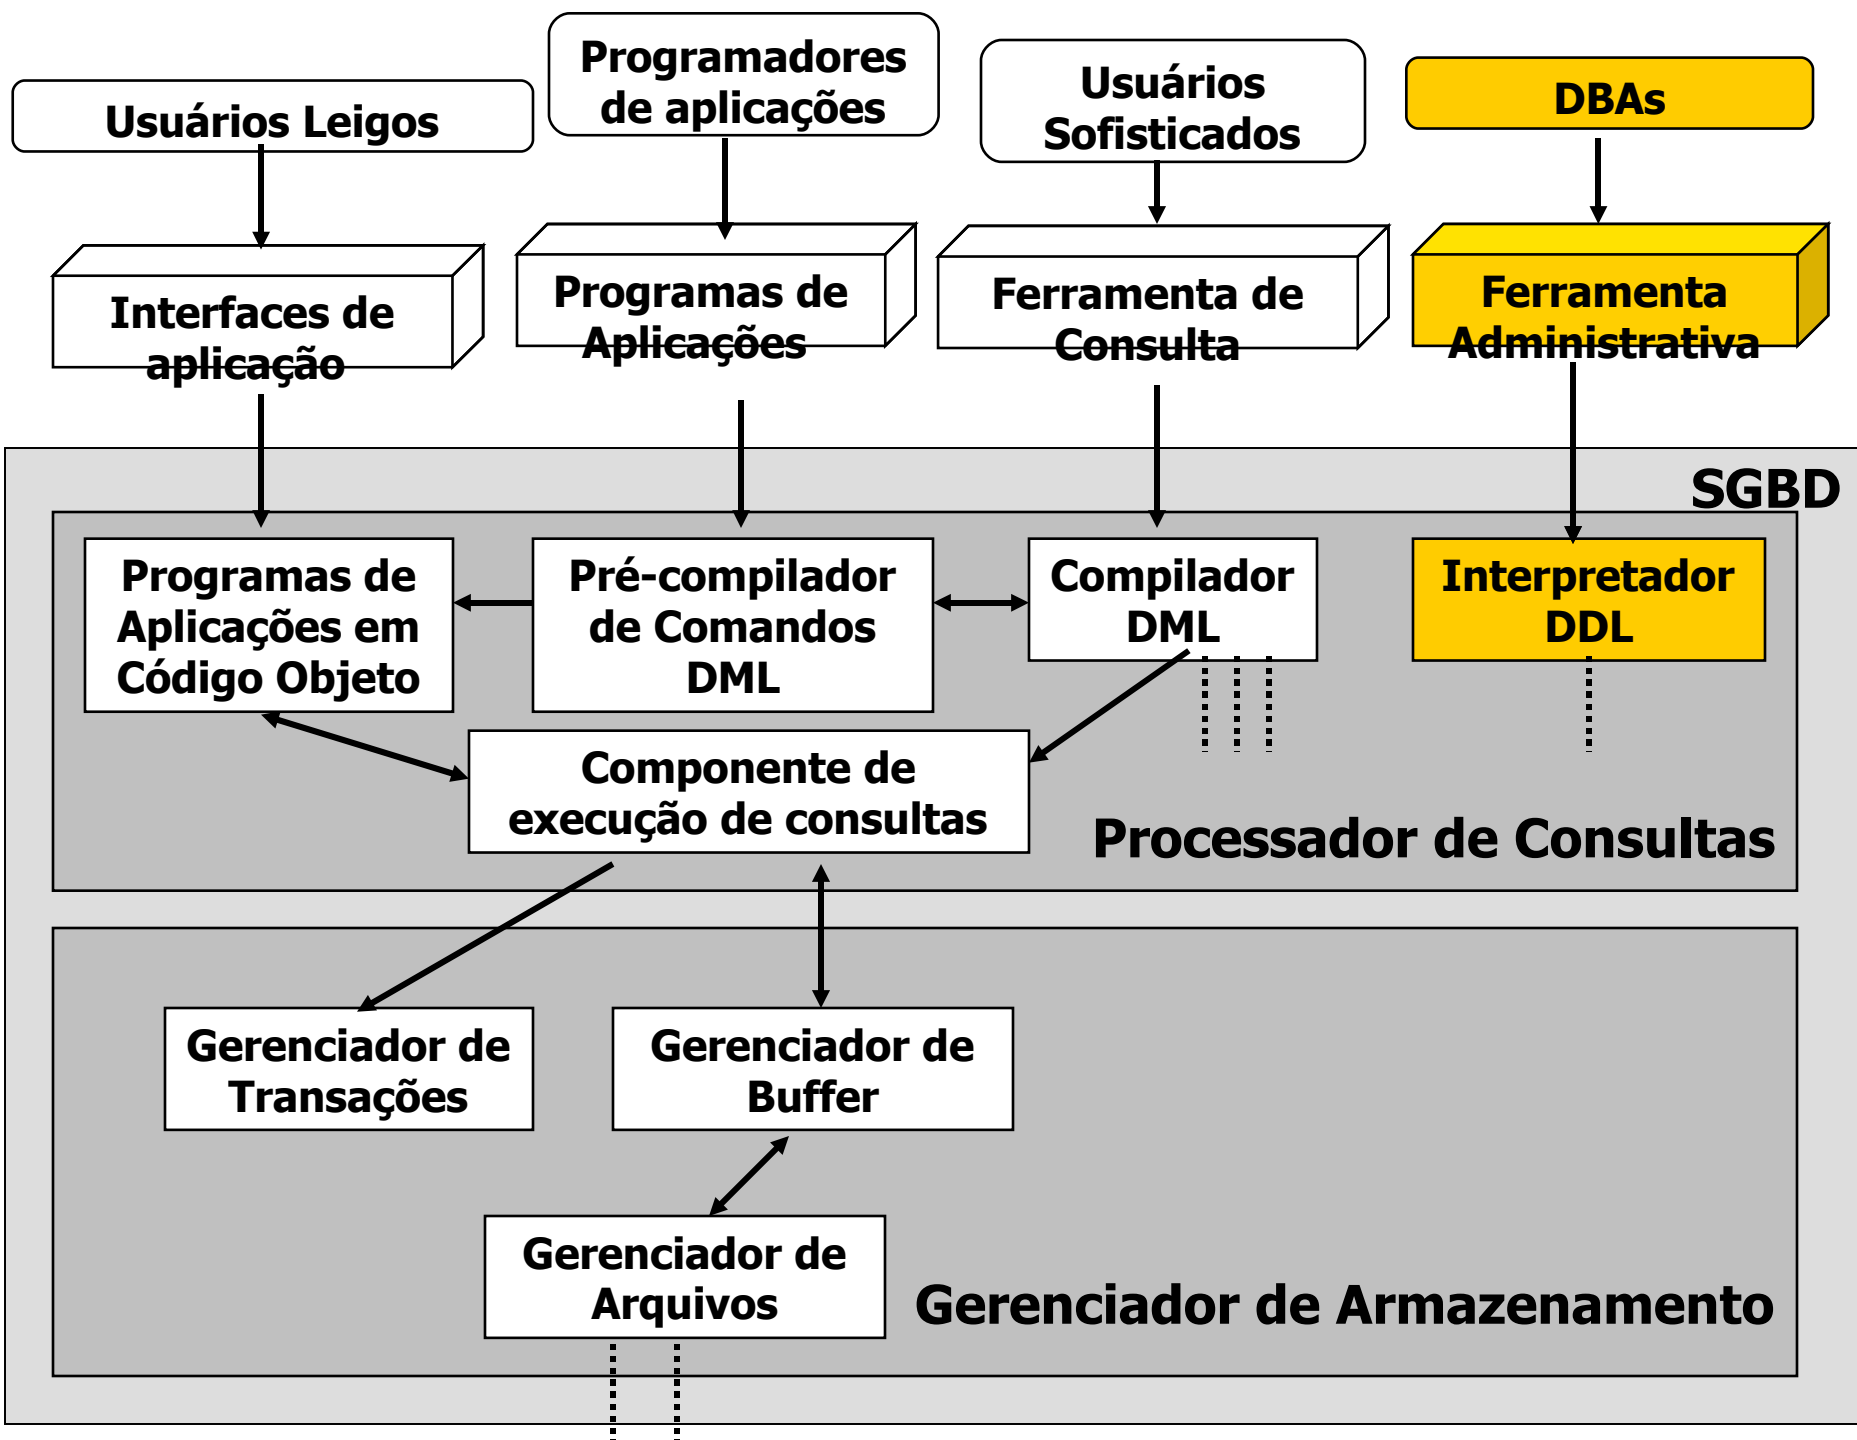 Usuários Leigos
Programadores
de aplicações
Usuários
Sofisticados
DBAs
Interfaces de
aplicação
Programas de
Aplicações
Ferramenta de
Consulta
Ferramenta
Administrativa
SGBD
Programas de
Aplicações em
Código Objeto
Pré-compilador
de Comandos
DML
Compilador
DML
Interpretador
DDL
Componente de
execução de consultas
Processador de Consultas
Gerenciador de
Transações
Gerenciador de
Buffer
Gerenciador de
Arquivos
Gerenciador de Armazenamento